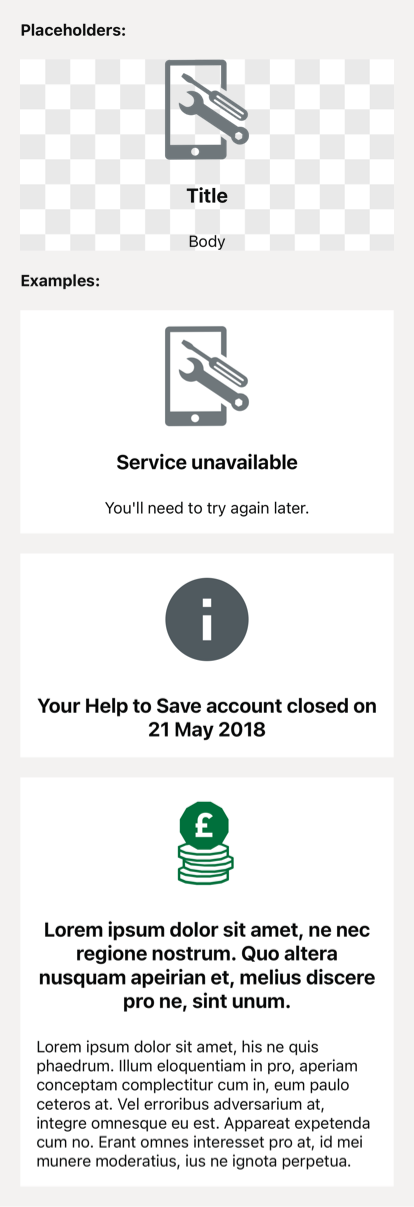 Placeholders:
Title
Body
Examples:
Service unavailable
You'll need to try again later.
Your Help to Save account closed on
21 May 2018
£
Lorem ipsum dolor sit amet, ne nec
regione nostrum. Quo altera
nusquam apeirian et, melius discere
pro ne, sint unum.
Lorem ipsum dolor sit amet, his ne quis
phaedrum. Illum eloquentiam in pro, aperiam
conceptam complectitur cum in, eum paulo
ceteros at. Vel erroribus adversarium at,
integre omnesque eu est. Appareat expetenda
cum no. Erant omnes interesset pro at, id mei
munere moderatius, ius ne ignota perpetua.